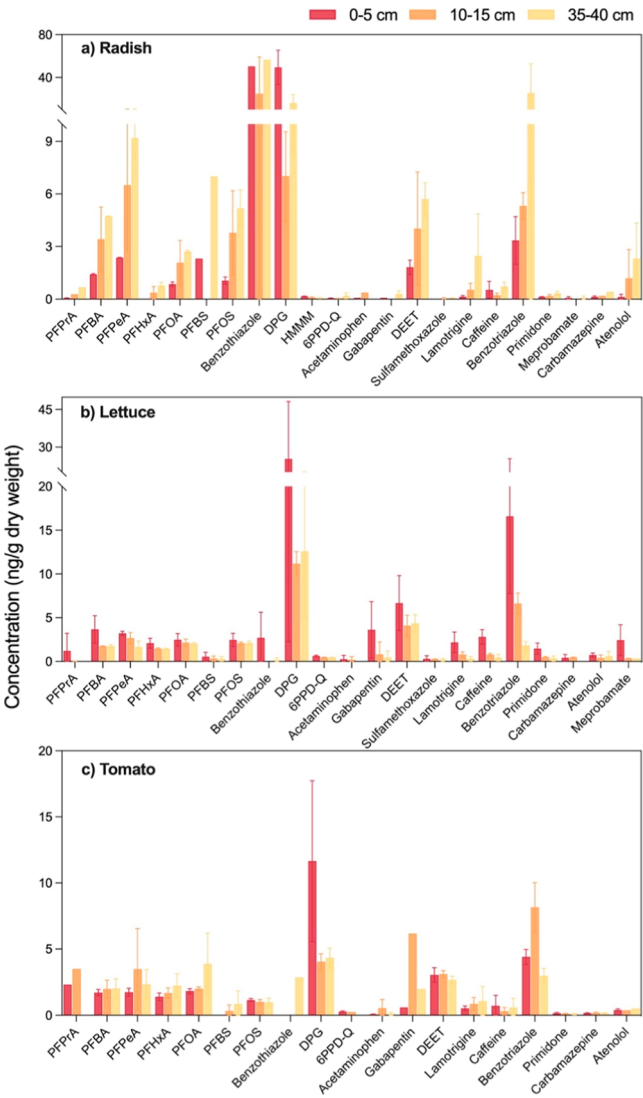 0-5 cm 10-15 cm 35-40 cm
a) Radish
80
40
9
6
3
0
PFPrA PFBA PFPeA PFHxA PFOA PFBS PFOS Benzothiazole DPG HMMM 6PPD-Q Acetaminophen Gabapentin DEET Sulfamethoxazole Lamotrigine Caffeine Benzotriazole Primidone Meprobamate Carbamazepine Atenolol
Concentration (ng/g dry weight)
b) Lettuce
45
30
20
15
10
5
0
PFPrA PFBA PFPeA PFHxA PFOA PFBS PFOS Benzothiazole DPG 6PPD-Q Acetaminophen Gabapentin DEET Sulfamethoxazole Lamotrigine Caffeine Benzotriazole Primidone Carbamazepine Atenolol Meprobamate
c) Tomato
20
15
10
5
0
PFPrA PFBA PFPeA PFHxA PFOA PFBS PFOS Benzothiazole DPG 6PPD-Q Acetaminophen Gabapentin DEET Lamotrigine Caffeine Benzotriazole Primidone Carbamazepine Atenolol